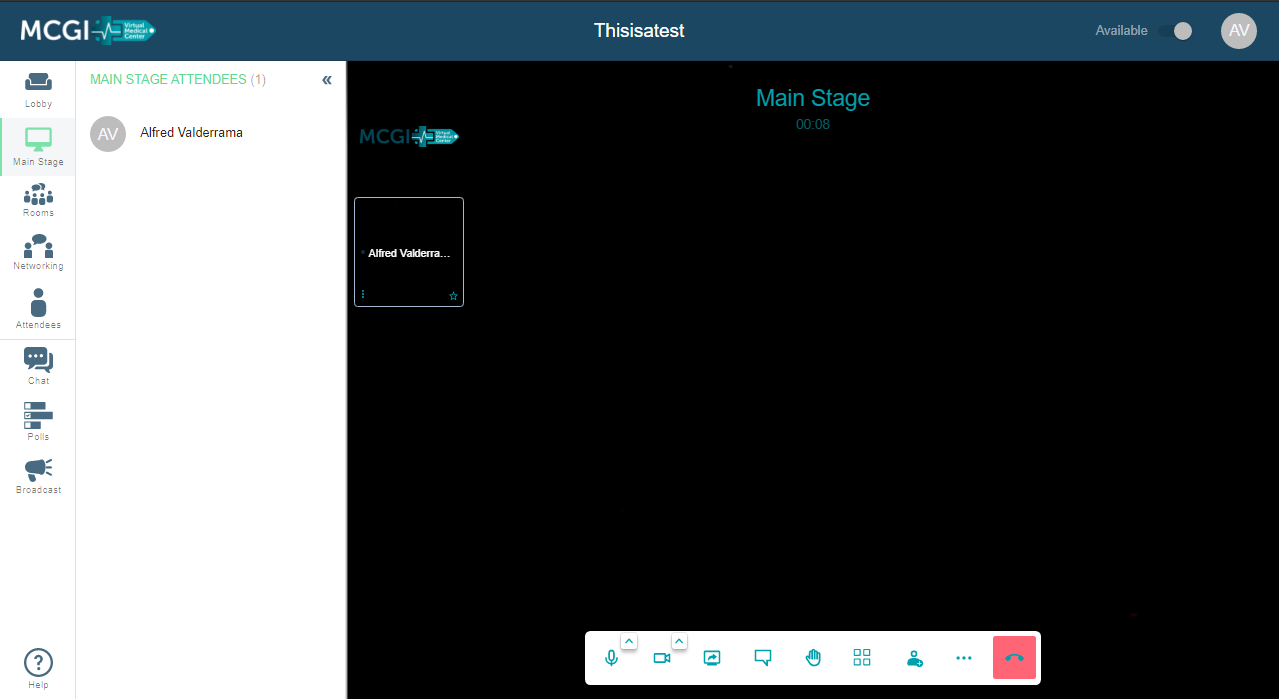 MCGI Virtual Medical Center
Thisisatest
Available
AV
Lobby
Main Stage
Rooms
Networking
Attendees
Chat
Polls
Broadcast
Help
MAIN STAGE ATTENDEES (1)
«
AV Alfred Valderrama
Main Stage
00:08
MCGI Virtual Medical Center
Alfred Valderra...